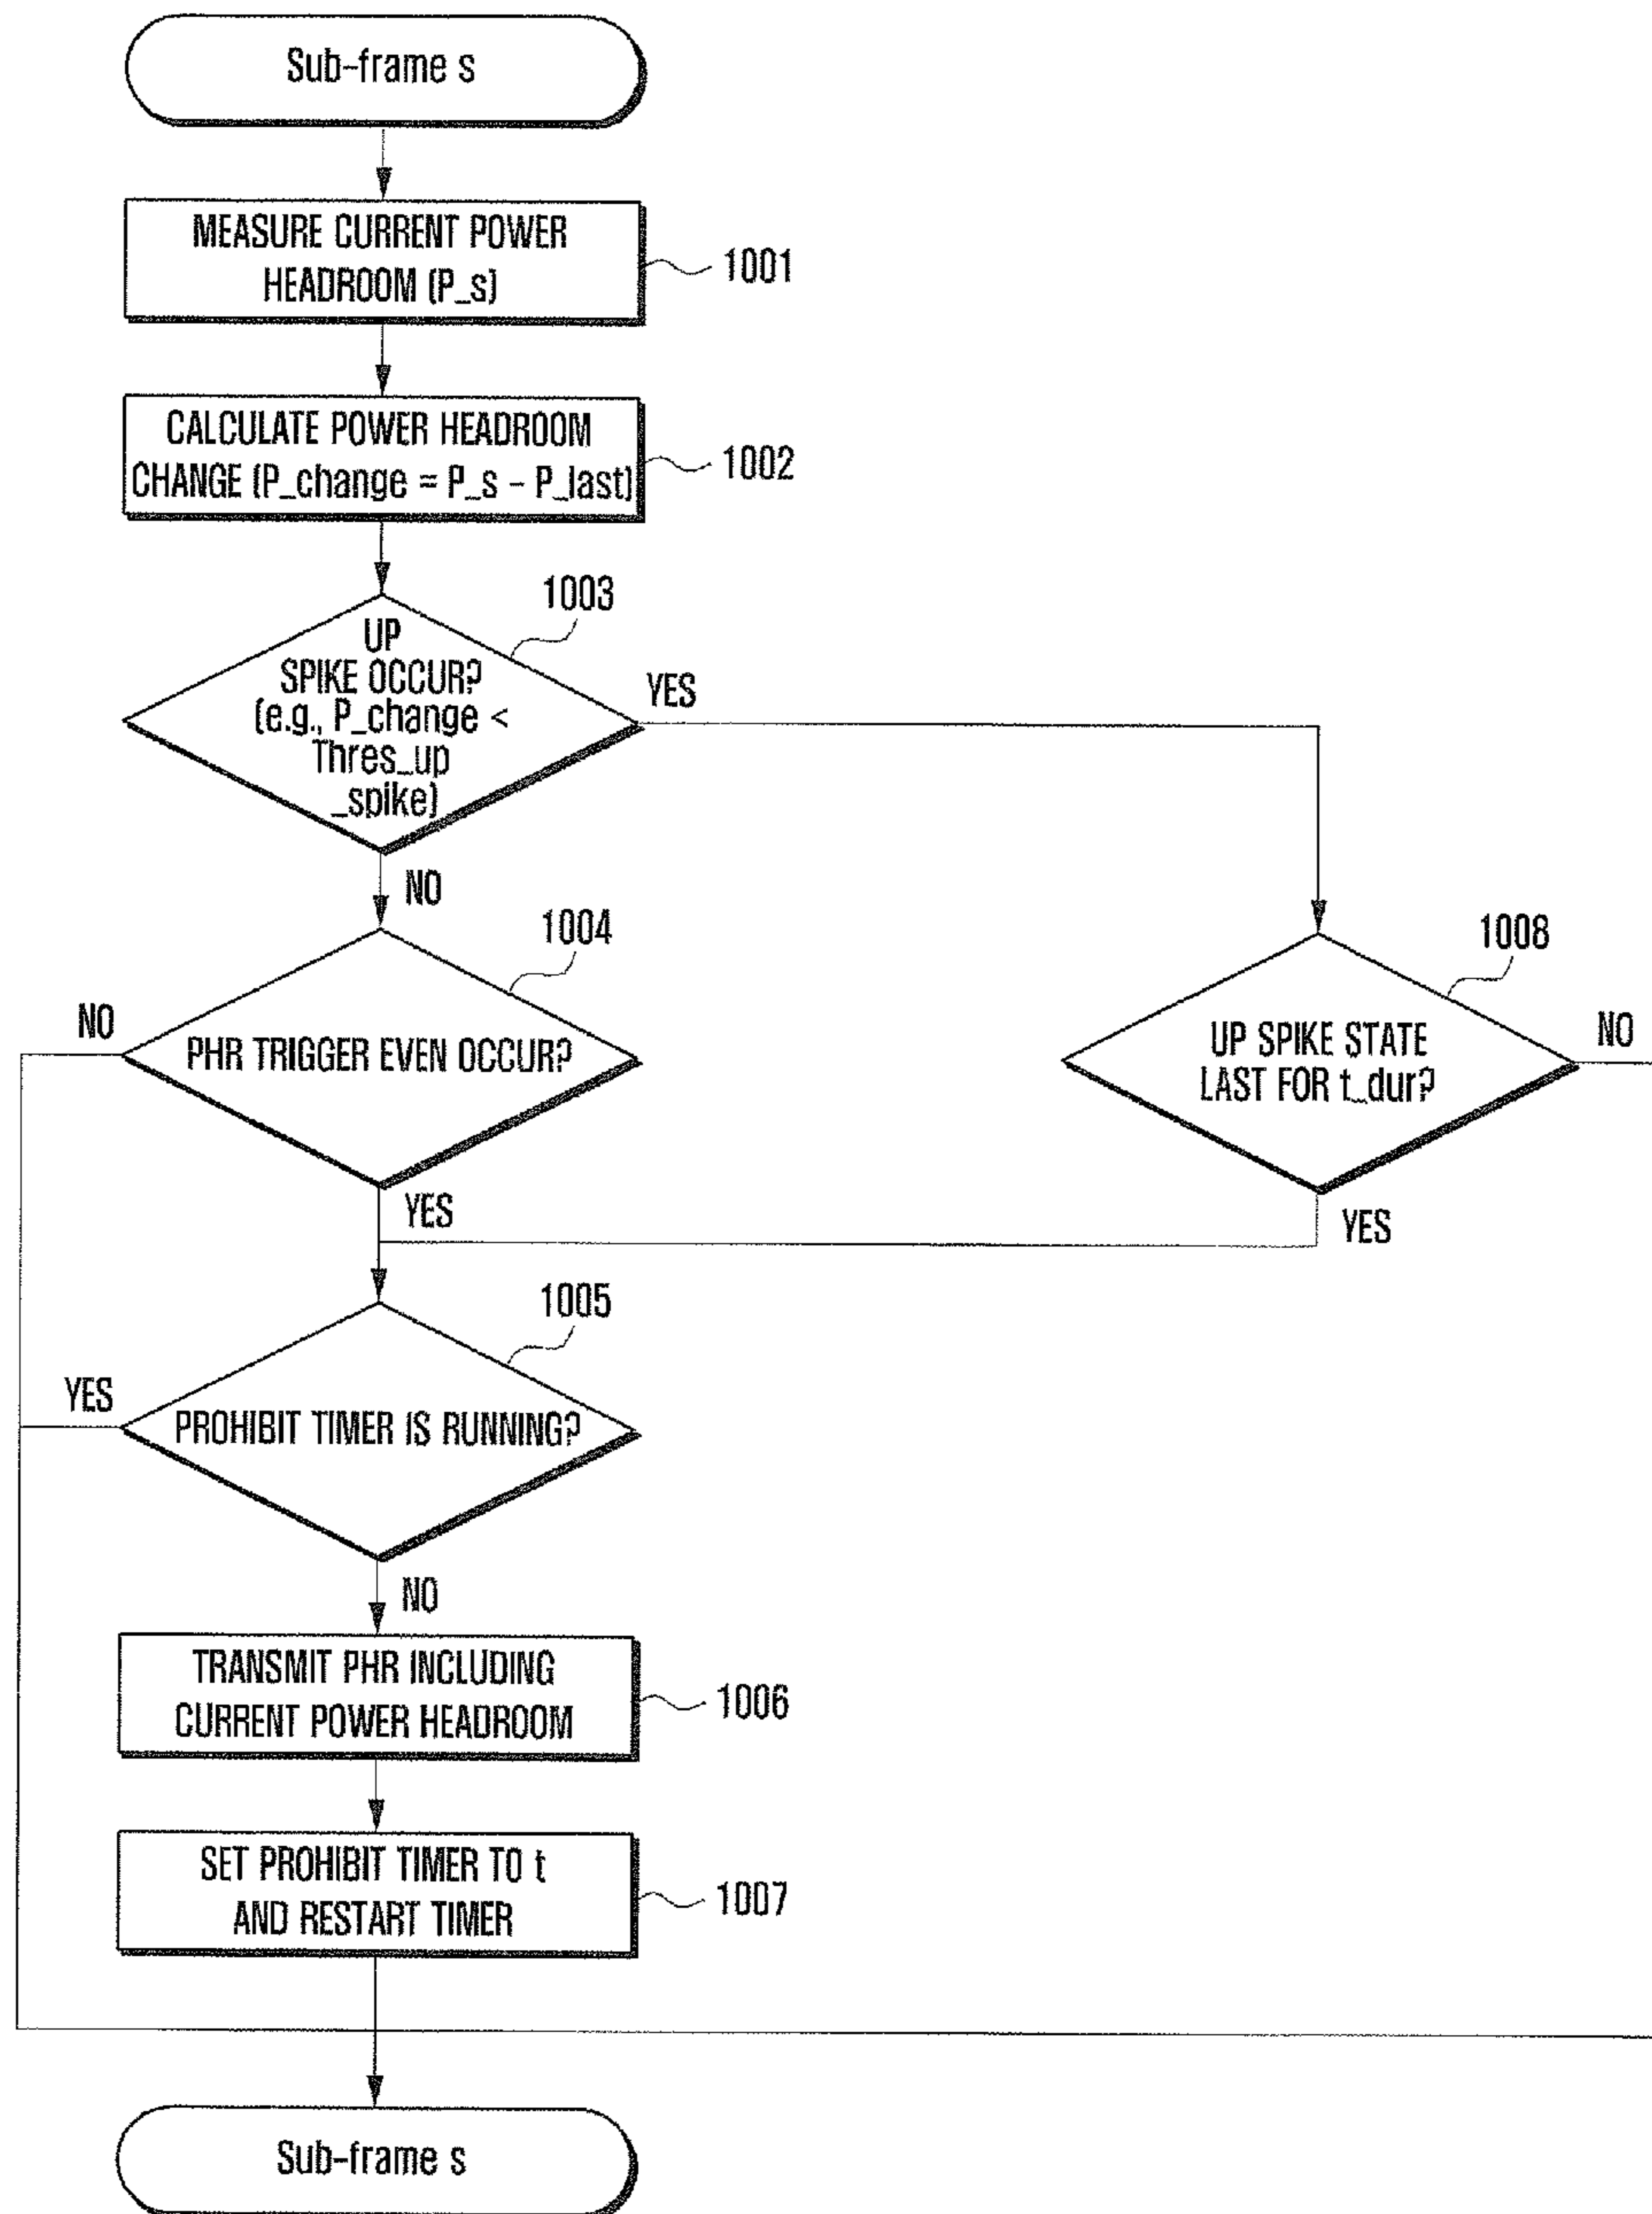 Sub-frame s
MEASURE CURRENT POWER
HEADROOM (P_s)
1001
CALCULATE POWER HEADROOM
CHANGE (P_change = P_s - P_last)
1002
1003
UP
SPIKE OCCUR?
(e.g., P_change <
Thres_up
_spike)
YES
NO
1004
NO
PHR TRIGGER EVEN OCCUR?
YES
1008
UP SPIKE STATE
LAST FOR t_dur?
NO
YES
1005
YES
PROHIBIT TIMER IS RUNNING?
NO
TRANSMIT PHR INCLUDING
CURRENT POWER HEADROOM
1006
SET PROHIBIT TIMER TO t
AND RESTART TIMER
1007
Sub-frame s